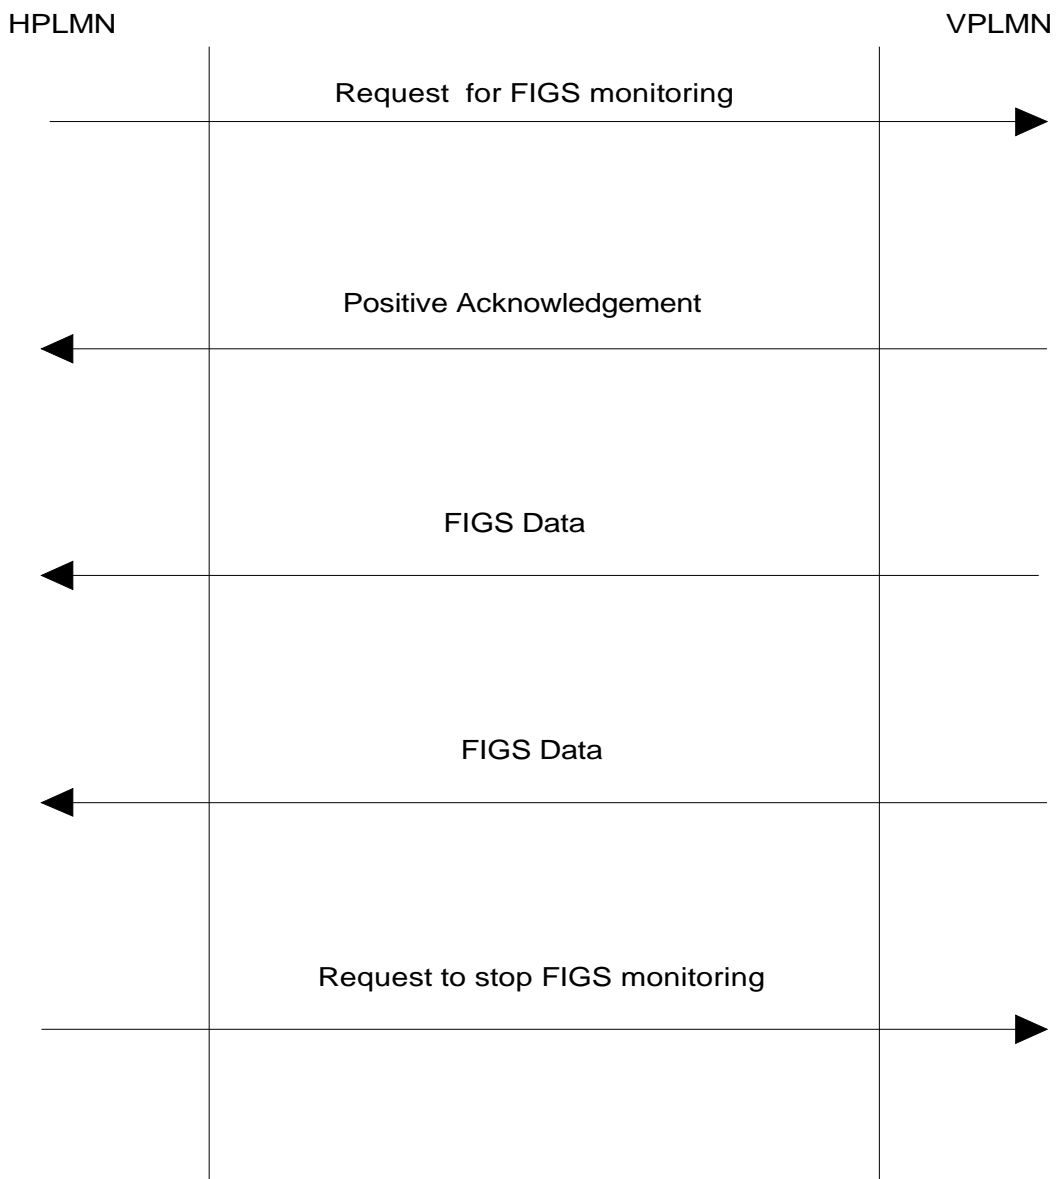 HPLMN
VPLMN
Request for FIGS monitoring
Positive Acknowledgement
FIGS Data
FIGS Data
Request to stop FIGS monitoring